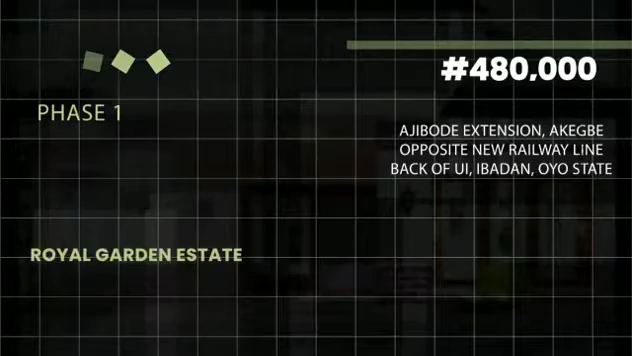 PHASE 1
#480,000
AJIBODE EXTENSION, AKEGBE
OPPOSITE NEW RAILWAY LINE
BACK OF UI, IBADAN, OYO STATE
ROYAL GARDEN ESTATE